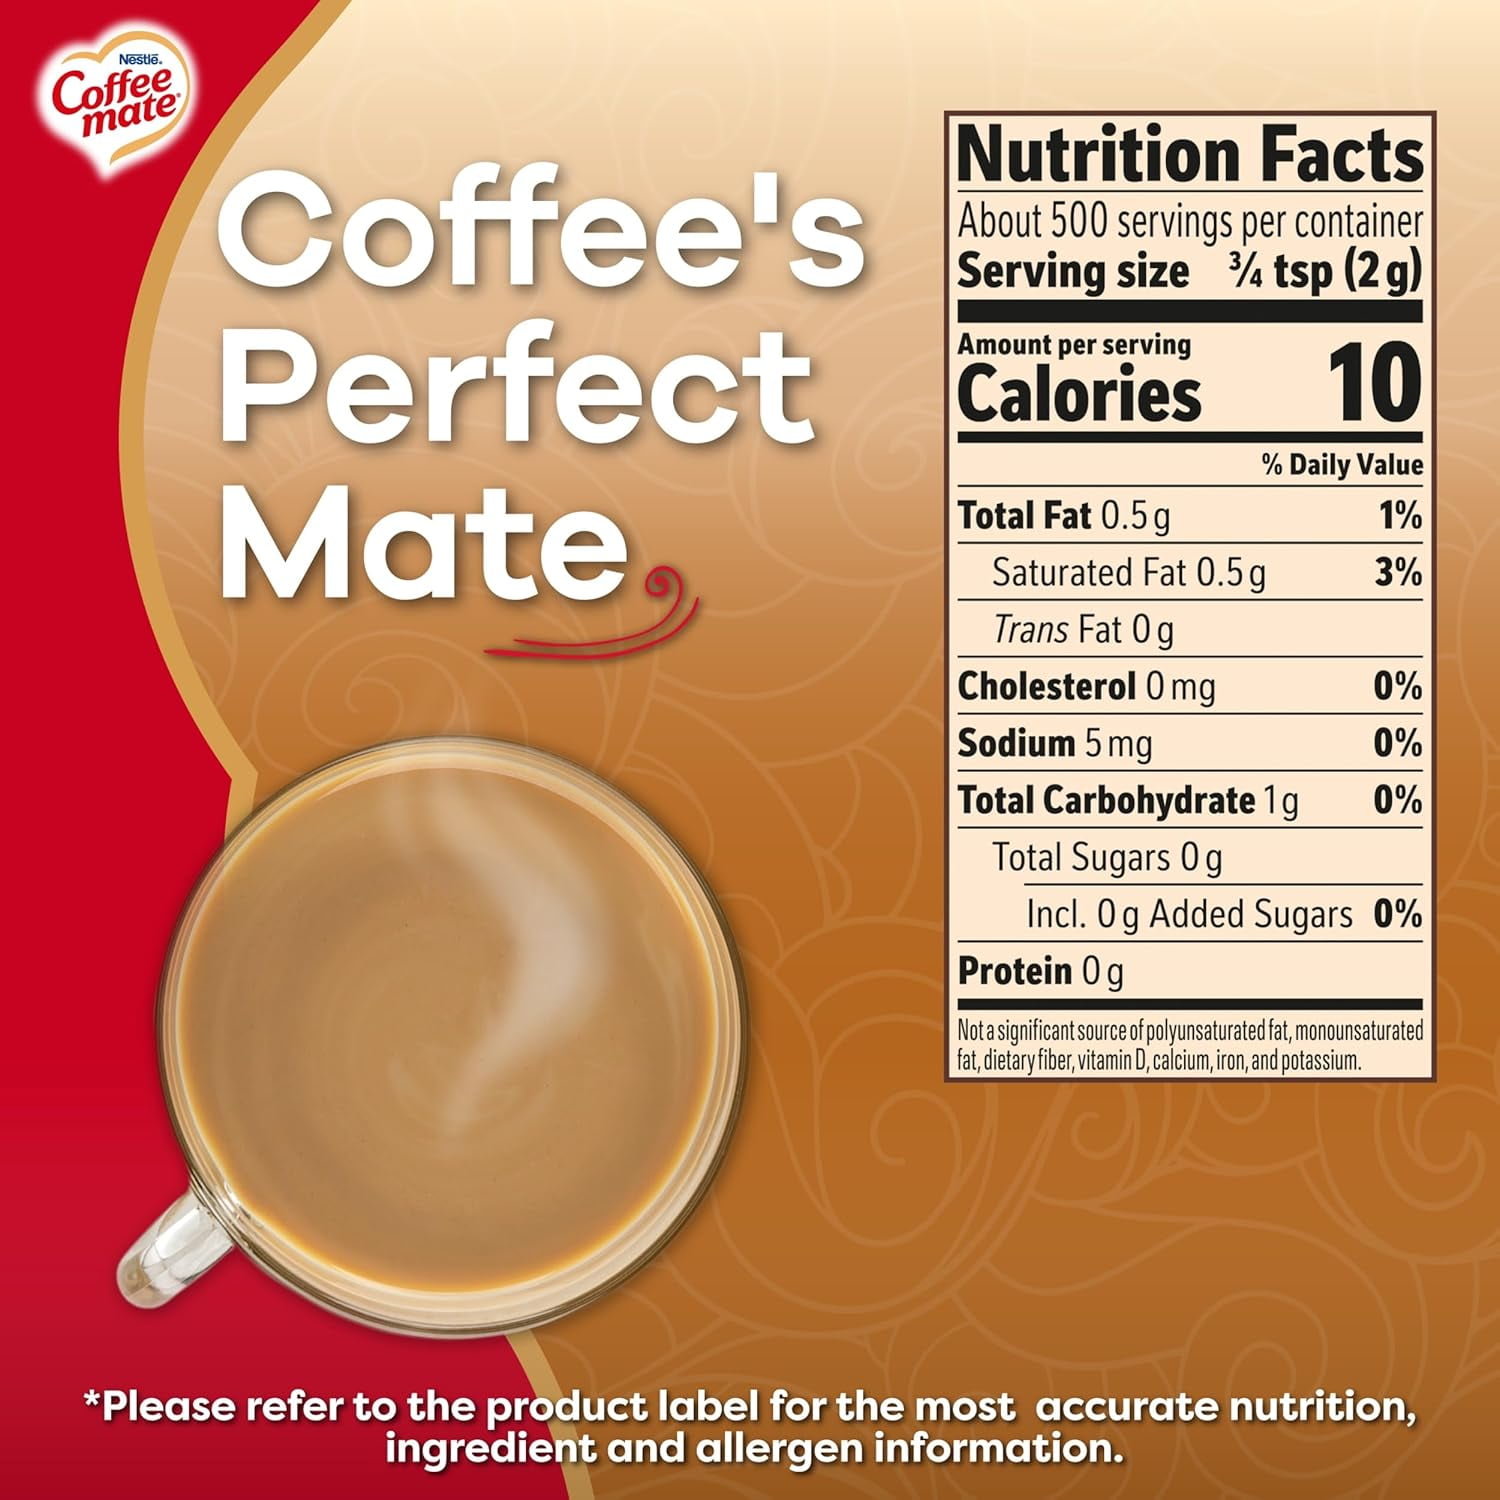 Nestlé®
Coffee
mate®
Coffee's
Perfect
Mate
Nutrition Facts
About 500 servings per container
Serving size ¾ tsp (2 g)
Amount per serving
Calories 10
% Daily Value
Total Fat 0.5 g 1%
Saturated Fat 0.5 g 3%
Trans Fat 0 g
Cholesterol 0 mg 0%
Sodium 5 mg 0%
Total Carbohydrate 1 g 0%
Total Sugars 0 g
Incl. 0 g Added Sugars 0%
Protein 0 g
Not a significant source of polyunsaturated fat, monounsaturated
fat, dietary fiber, vitamin D, calcium, iron, and potassium.
*Please refer to the product label for the most accurate nutrition,
ingredient and allergen information.